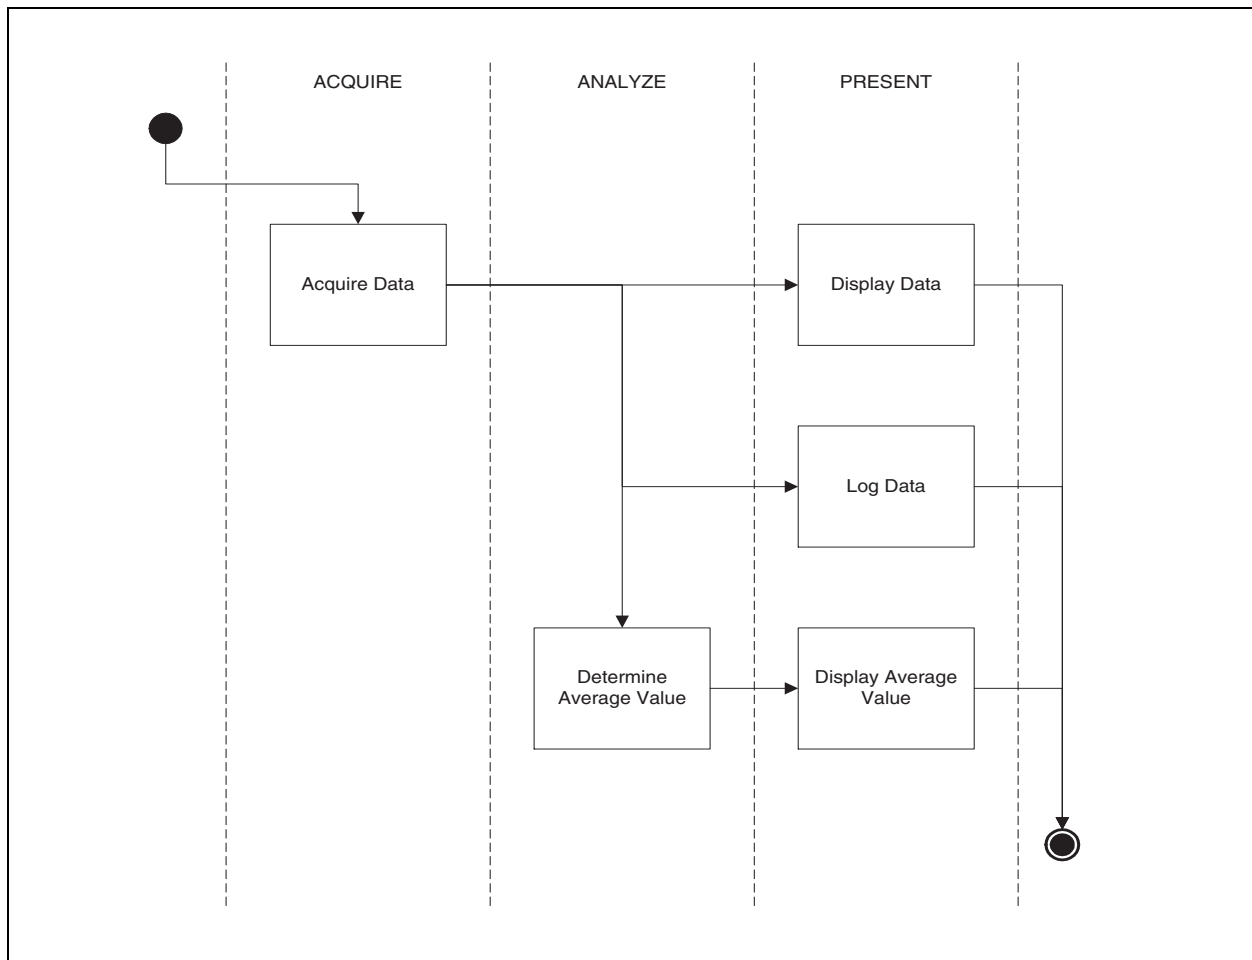 ACQUIRE
ANALYZE
PRESENT
Acquire Data
Display Data
Log Data
Determine
Average Value
Display Average
Value